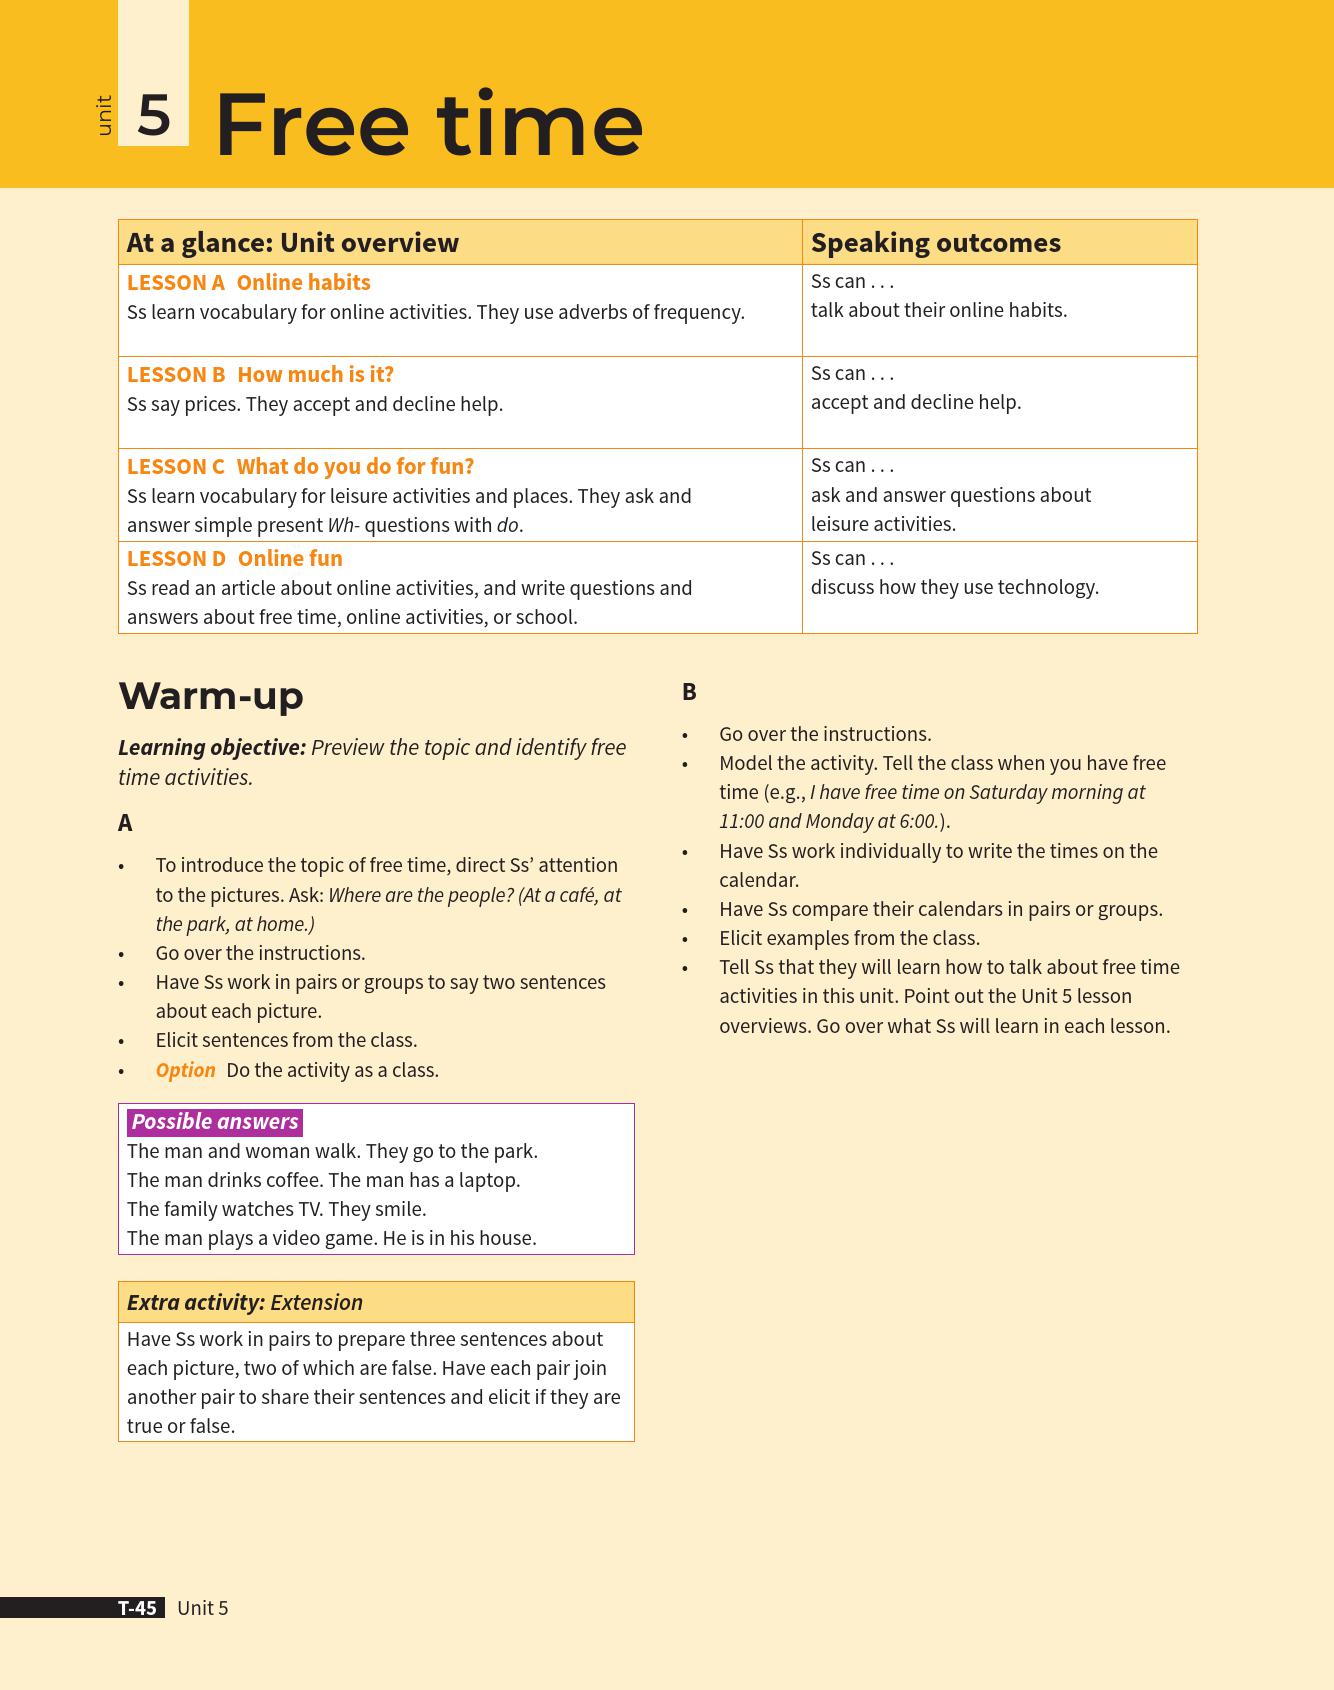 unit
5
Free time
At a glance: Unit overview
Speaking outcomes
LESSON A Online habits
Ss learn vocabulary for online activities. They use adverbs of frequency.
Ss can . . .
talk about their online habits.
LESSON B How much is it?
Ss say prices. They accept and decline help.
Ss can . . .
accept and decline help.
LESSON C What do you do for fun?
Ss learn vocabulary for leisure activities and places. They ask and
answer simple present Wh- questions with do.
Ss can . . .
ask and answer questions about
leisure activities.
LESSON D Online fun
Ss read an article about online activities, and write questions and
answers about free time, online activities, or school.
Ss can . . .
discuss how they use technology.
Warm-up
Learning objective: Preview the topic and identify free
time activities.
A
• To introduce the topic of free time, direct Ss’ attention
to the pictures. Ask: Where are the people? (At a café, at
the park, at home.)
• Go over the instructions.
• Have Ss work in pairs or groups to say two sentences
about each picture.
• Elicit sentences from the class.
• Option Do the activity as a class.
Possible answers
The man and woman walk. They go to the park.
The man drinks coffee. The man has a laptop.
The family watches TV. They smile.
The man plays a video game. He is in his house.
Extra activity: Extension
Have Ss work in pairs to prepare three sentences about
each picture, two of which are false. Have each pair join
another pair to share their sentences and elicit if they are
true or false.
B
• Go over the instructions.
• Model the activity. Tell the class when you have free
time (e.g., I have free time on Saturday morning at
11:00 and Monday at 6:00.).
• Have Ss work individually to write the times on the
calendar.
• Have Ss compare their calendars in pairs or groups.
• Elicit examples from the class.
• Tell Ss that they will learn how to talk about free time
activities in this unit. Point out the Unit 5 lesson
overviews. Go over what Ss will learn in each lesson.
T-45 Unit 5